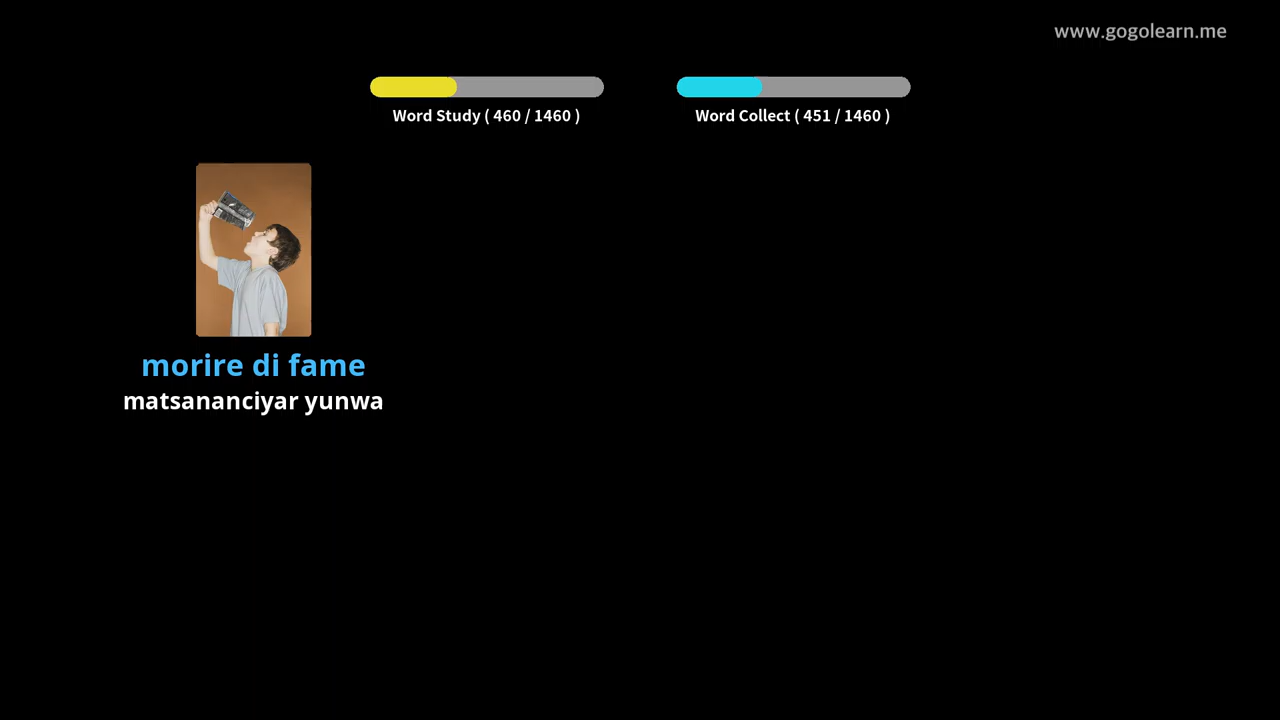 www.gogolearn.me
Word Study ( 460 / 1460 )
Word Collect ( 451 / 1460 )
morire di fame
matsananciyar yunwa